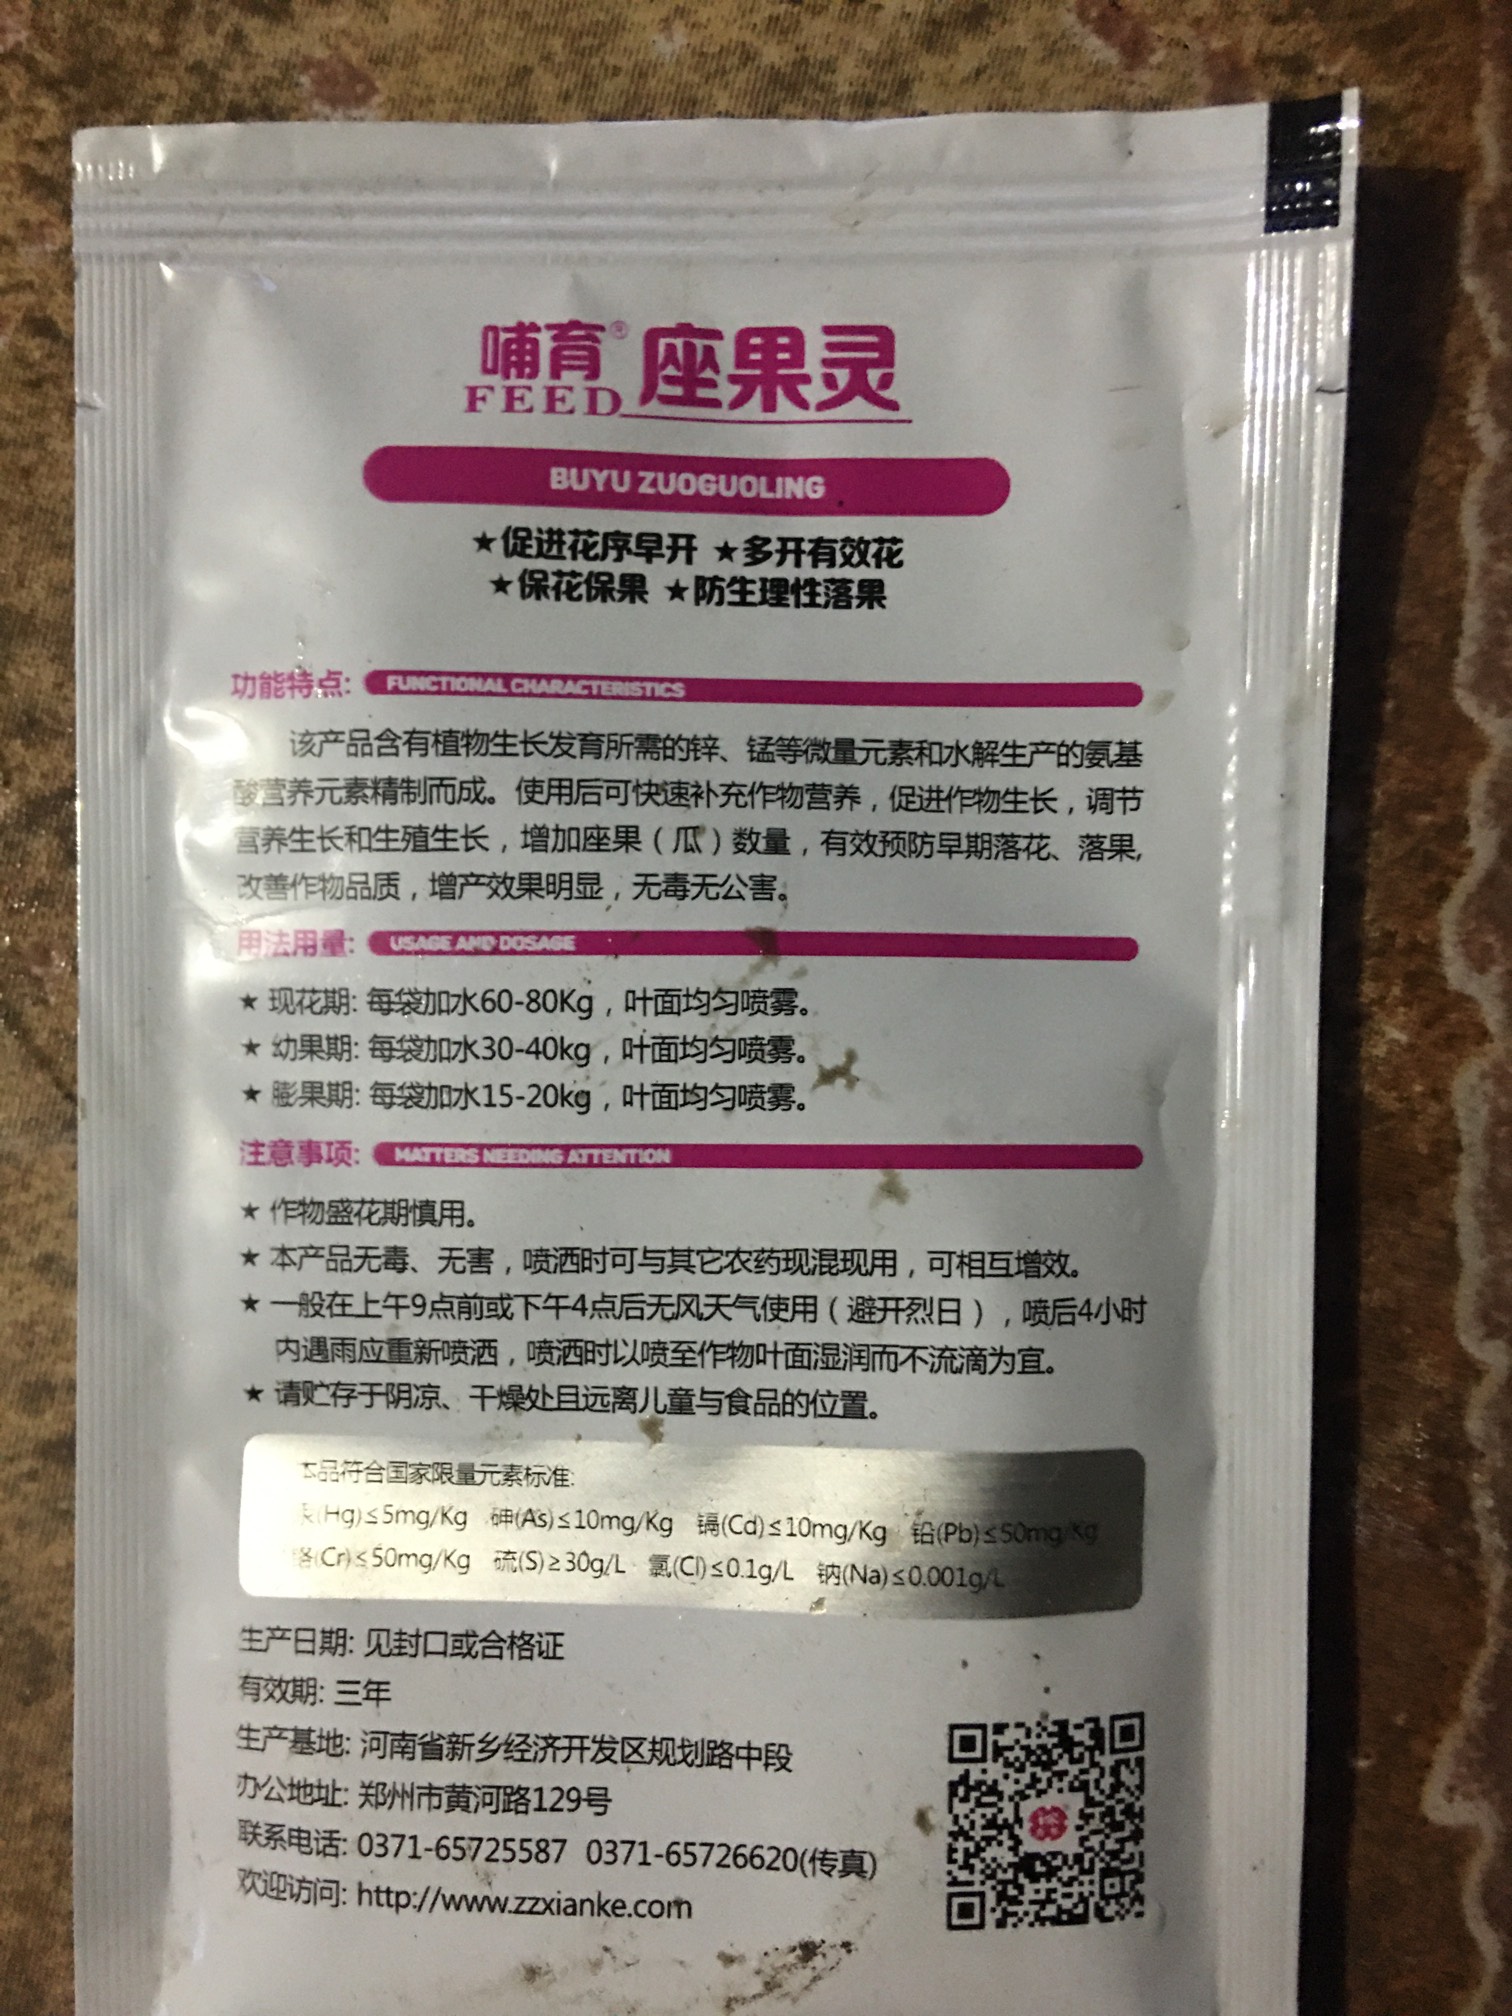 哺育® 座果灵
FEED
BUYU ZUOGUOLING
★促进花序早开 ★多开有效花
★保花保果 ★防生理性落果
功能特点: FUNCTIONAL CHARACTERISTICS
该产品含有植物生长发育所需的锌、锰等微量元素和水解生产的氨基
酸营养元素精制而成。使用后可快速补充作物营养，促进作物生长，调节
营养生长和生殖生长，增加座果（瓜）数量，有效预防早期落花、落果,
改善作物品质，增产效果明显，无毒无公害。
用法用量: USAGE AND DOSAGE
★ 现花期: 每袋加水60-80Kg，叶面均匀喷雾。
★ 幼果期: 每袋加水30-40kg，叶面均匀喷雾。
★ 膨果期: 每袋加水15-20kg，叶面均匀喷雾。
注意事项: MATTERS NEEDING ATTENTION
★ 作物盛花期慎用。
★ 本产品无毒、无害，喷洒时可与其它农药现混现用，可相互增效。
★ 一般在上午9点前或下午4点后无风天气使用（避开烈日），喷后4小时
内遇雨应重新喷洒，喷洒时以喷至作物叶面湿润而不流滴为宜。
★ 请贮存于阴凉、干燥处且远离儿童与食品的位置。
本品符合国家限量元素标准:
汞(Hg)≤5mg/Kg 砷(As)≤10mg/Kg 镉(Cd)≤10mg/Kg 铅(Pb)≤50mg/Kg
铬(Cr)≤50mg/Kg 硫(S)≥30g/L 氯(Cl)≤0.1g/L 钠(Na)≤0.001g/L
生产日期: 见封口或合格证
有效期: 三年
生产基地: 河南省新乡经济开发区规划路中段
办公地址: 郑州市黄河路129号
联系电话: 0371-65725587 0371-65726620(传真)
欢迎访问: http://www.zzxianke.com